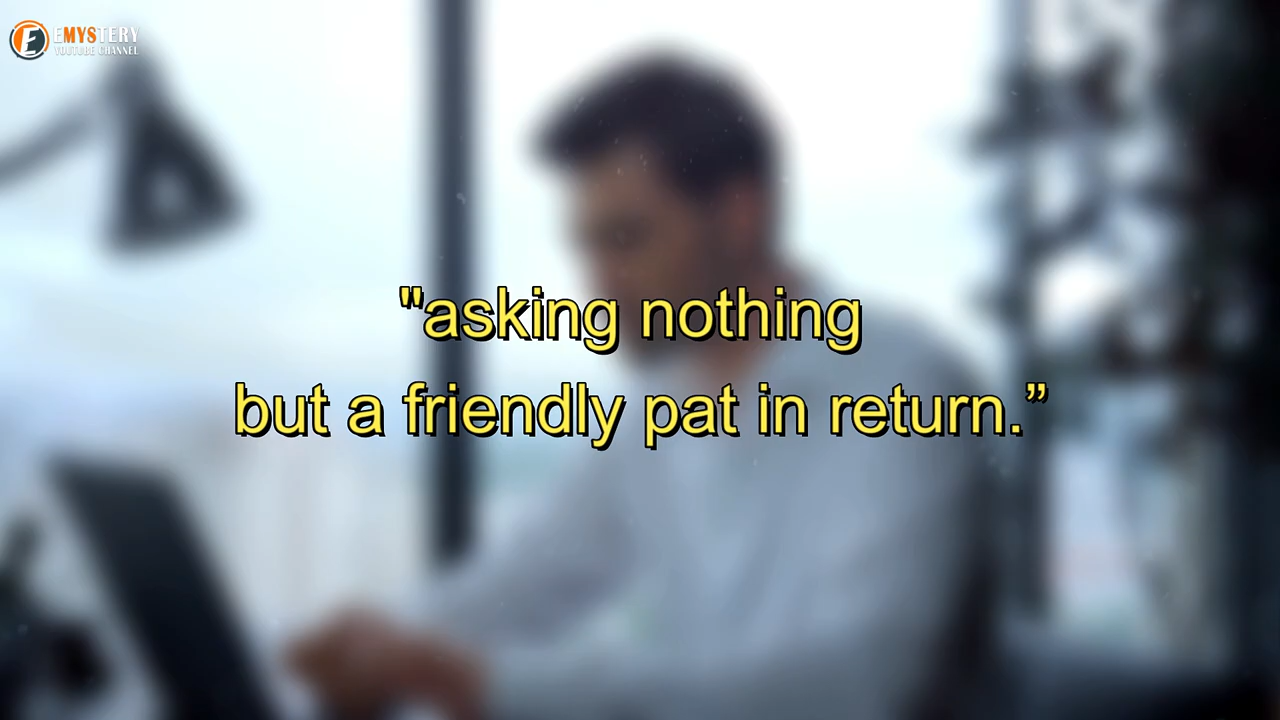 EMYSTERY
YOUTUBE CHANNEL
"asking nothing
but a friendly pat in return.”